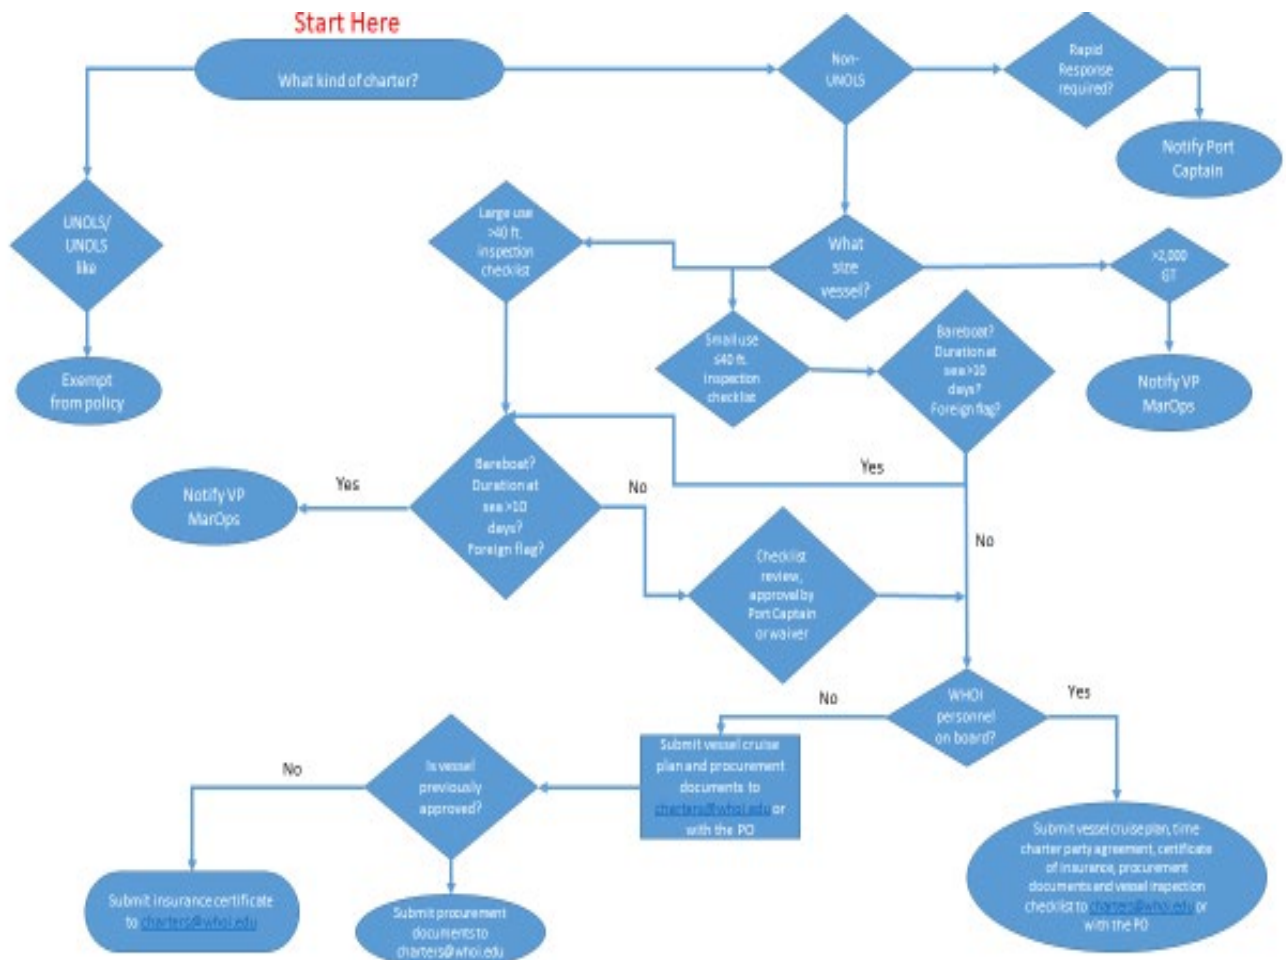 Start Here
What kind of charter?
Non-
UNOLS
Rapid
Response
required?
Notify Port
Captain
UNOLS/
UNOLS
like
Exempt
from policy
Large use
>40 ft.
inspection
checklist
What
size
vessel?
>2,000
GT
Notify VP
MarOps
Small use
≤40 ft.
inspection
checklist
Bareboat?
Duration at
sea >10
days?
Foreign flag?
Yes
No
Bareboat?
Duration at
sea >10
days?
Foreign flag?
Yes
Notify VP
MarOps
No
Checklist
review,
approval by
Port Captain
or waiver
WHOI
personnel
on board?
No
Yes
Submit vessel cruise
plan and procurement
documents to
charters@whoi.edu or
with the PO
Is vessel
previously
approved?
No
Submit insurance certificate
to charters@whoi.edu
Submit procurement
documents to
charters@whoi.edu
Submit vessel cruise plan, time
charter party agreement, certificate
of insurance, procurement
documents and vessel inspection
checklist to charters@whoi.edu or
with the PO